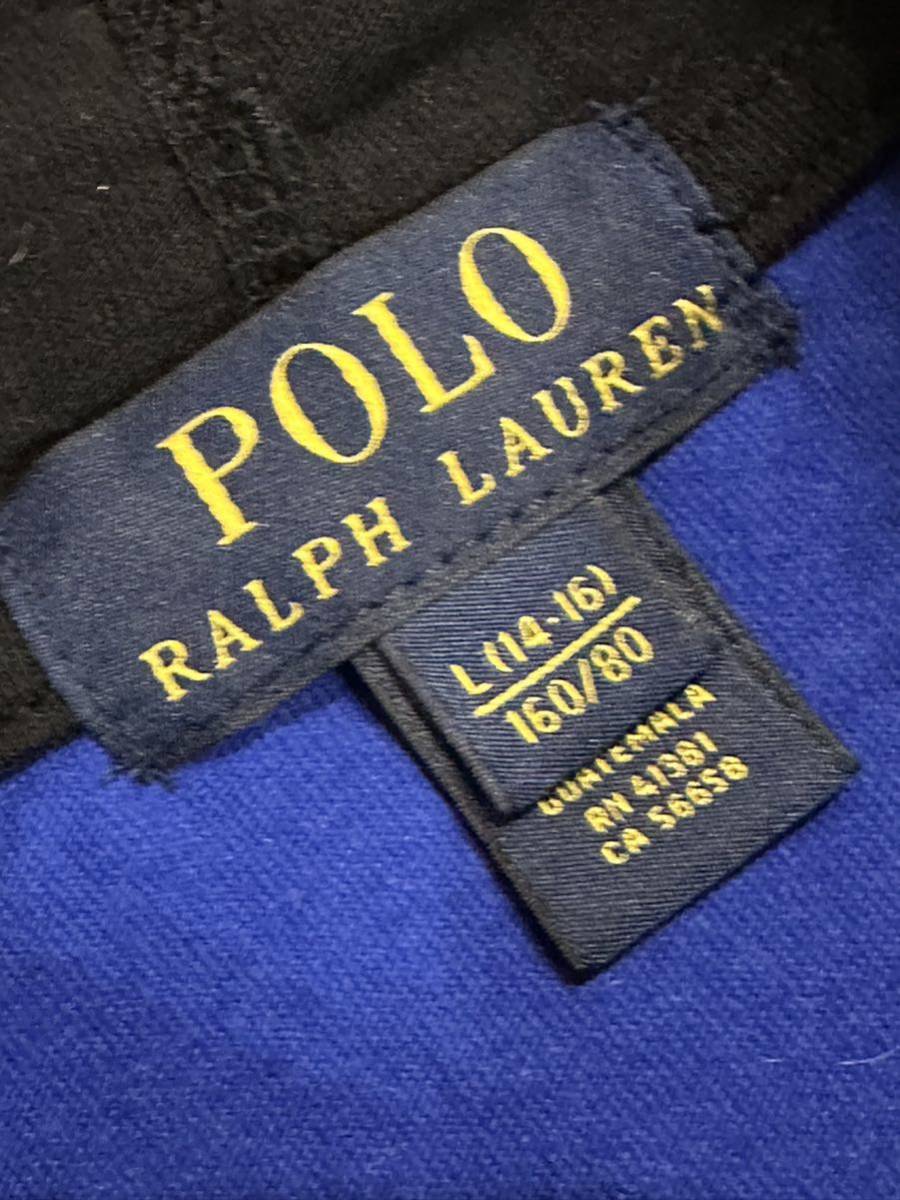 POLO
RALPH LAUREN
L(14-16)
160/80
GUATEMALA
RN 41381
CA 56658